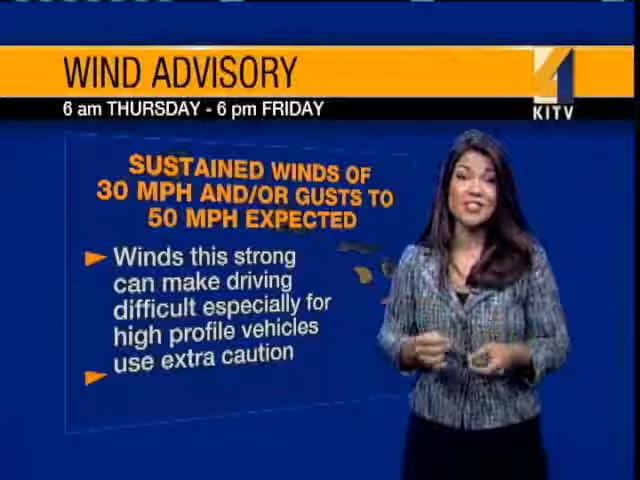 WIND ADVISORY
6 am THURSDAY - 6 pm FRIDAY
4
KITV
SUSTAINED WINDS OF
30 MPH AND/OR GUSTS TO
50 MPH EXPECTED
Winds this strong
can make driving
difficult especially for
high profile vehicles
use extra caution